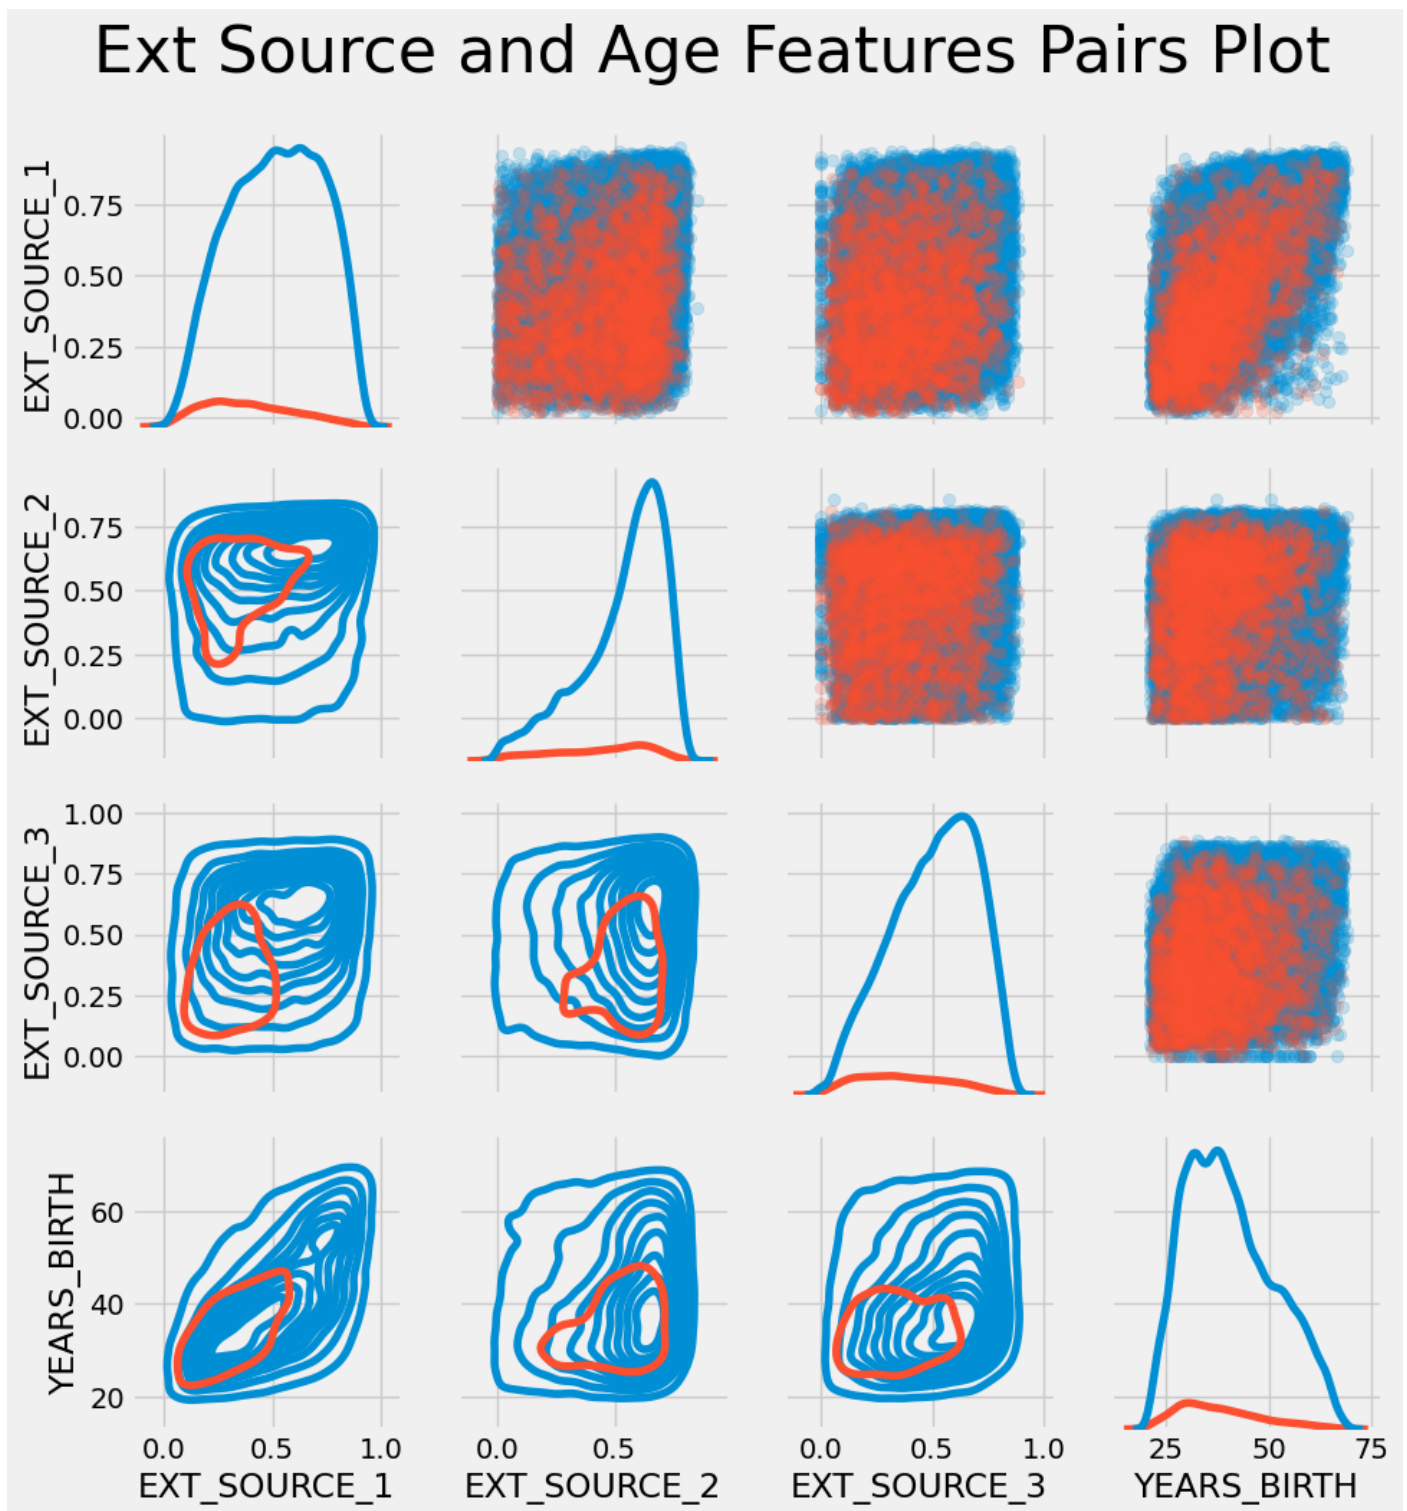 Ext Source and Age Features Pairs Plot
EXT_SOURCE_1
0.75
0.50
0.25
0.00
EXT_SOURCE_2
0.75
0.50
0.25
0.00
EXT_SOURCE_3
1.00
0.75
0.50
0.25
0.00
YEARS_BIRTH
60
40
20
0.0 0.5 1.0 0.0 0.5 0.0 0.5 1.0 25 50 75
EXT_SOURCE_1 EXT_SOURCE_2 EXT_SOURCE_3 YEARS_BIRTH